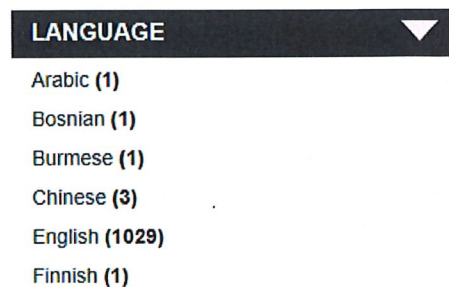 LANGUAGE
Arabic (1)
Bosnian (1)
Burmese (1)
Chinese (3)
English (1029)
Finnish (1)